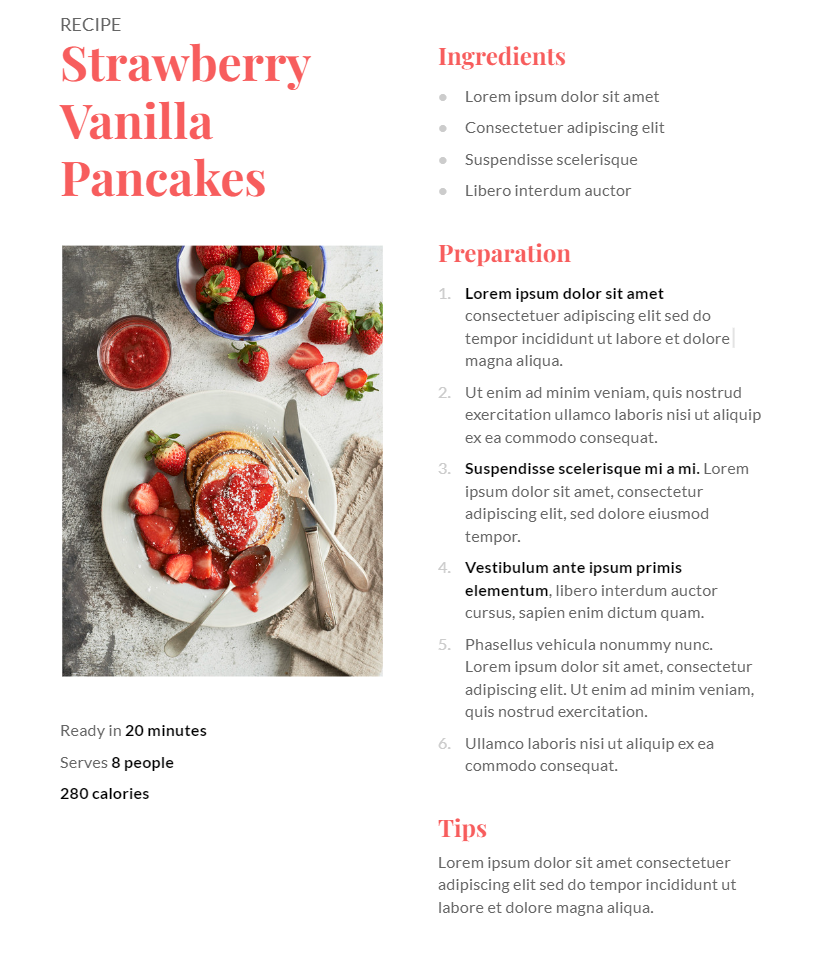 RECIPE
Strawberry
Vanilla
Pancakes
Ready in 20 minutes
Serves 8 people
280 calories
Ingredients
● Lorem ipsum dolor sit amet
● Consectetuer adipiscing elit
● Suspendisse scelerisque
● Libero interdum auctor
Preparation
1. Lorem ipsum dolor sit amet
consectetuer adipiscing elit sed do
tempor incididunt ut labore et dolore
magna aliqua.
2. Ut enim ad minim veniam, quis nostrud
exercitation ullamco laboris nisi ut aliquip
ex ea commodo consequat.
3. Suspendisse scelerisque mi a mi. Lorem
ipsum dolor sit amet, consectetur
adipiscing elit, sed dolore eiusmod
tempor.
4. Vestibulum ante ipsum primis
elementum, libero interdum auctor
cursus, sapien enim dictum quam.
5. Phasellus vehicula nonummy nunc.
Lorem ipsum dolor sit amet, consectetur
adipiscing elit. Ut enim ad minim veniam,
quis nostrud exercitation.
6. Ullamco laboris nisi ut aliquip ex ea
commodo consequat.
Tips
Lorem ipsum dolor sit amet consectetuer
adipiscing elit sed do tempor incididunt ut
labore et dolore magna aliqua.